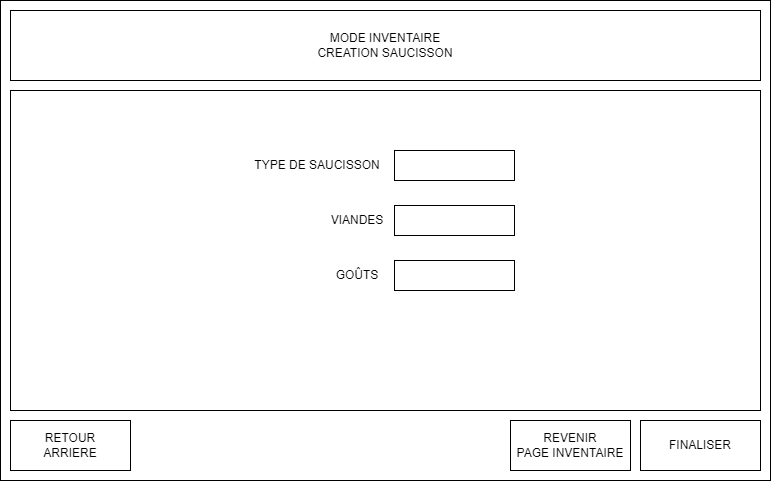 MODE INVENTAIRE
CREATION SAUCISSON
TYPE DE SAUCISSON
VIANDES
GOÛTS
RETOUR
ARRIERE
REVENIR
PAGE INVENTAIRE
FINALISER